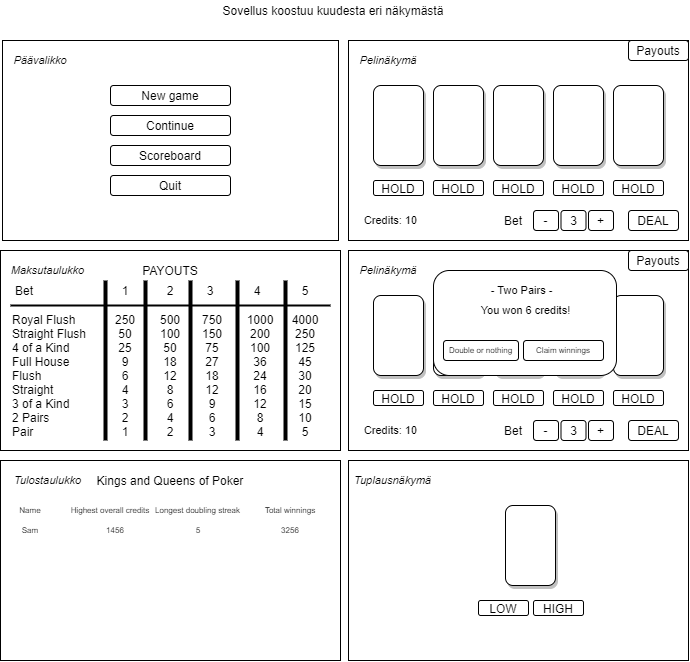 Sovellus koostuu kuudesta eri näkymästä
Päävalikko
New game
Continue
Scoreboard
Quit
Pelinäkymä
Payouts
HOLD HOLD HOLD HOLD HOLD
Credits: 10 Bet - 3 + DEAL
Maksutaulukko PAYOUTS
Bet 1 2 3 4 5
Royal Flush 250 500 750 1000 4000
Straight Flush 50 100 150 200 250
4 of a Kind 25 50 75 100 125
Full House 9 18 27 36 45
Flush 6 12 18 24 30
Straight 4 8 12 16 20
3 of a Kind 3 6 9 12 15
2 Pairs 2 4 6 8 10
Pair 1 2 3 4 5
Pelinäkymä
Payouts
- Two Pairs -
You won 6 credits!
Double or nothing Claim winnings
HOLD HOLD HOLD HOLD HOLD
Credits: 10 Bet - 3 + DEAL
Tulostaulukko Kings and Queens of Poker
Name Highest overall credits Longest doubling streak Total winnings
Sam 1456 5 3256
Tuplausnäkymä
LOW HIGH